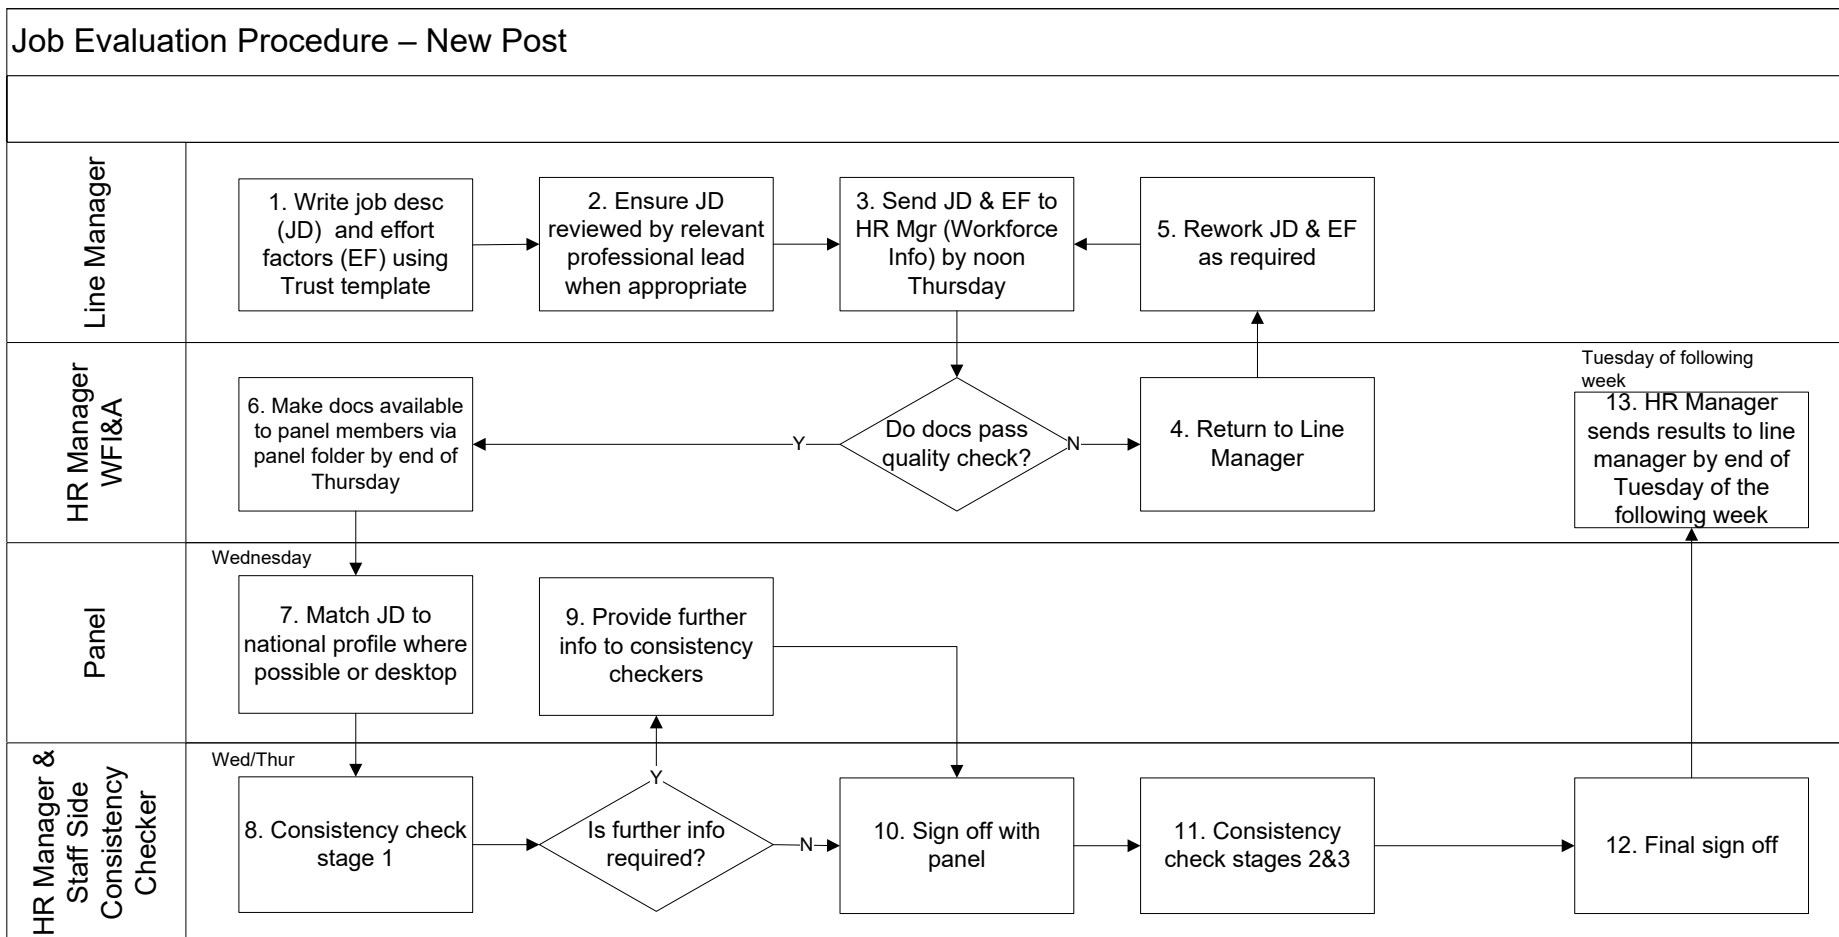 Job Evaluation Procedure – New Post
Line Manager
1. Write job desc
(JD) and effort
factors (EF) using
Trust template
2. Ensure JD
reviewed by relevant
professional lead
when appropriate
3. Send JD & EF to
HR Mgr (Workforce
Info) by noon
Thursday
5. Rework JD & EF
as required
HR Manager
WFI&A
6. Make docs available
to panel members via
panel folder by end of
Thursday
Y
Do docs pass
quality check?
N
4. Return to Line
Manager
Tuesday of following
week
13. HR Manager
sends results to line
manager by end of
Tuesday of the
following week
Panel
Wednesday
7. Match JD to
national profile where
possible or desktop
9. Provide further
info to consistency
checkers
HR Manager &
Staff Side
Consistency
Checker
Wed/Thur
8. Consistency check
stage 1
Y
Is further info
required?
N
10. Sign off with
panel
11. Consistency
check stages 2&3
12. Final sign off